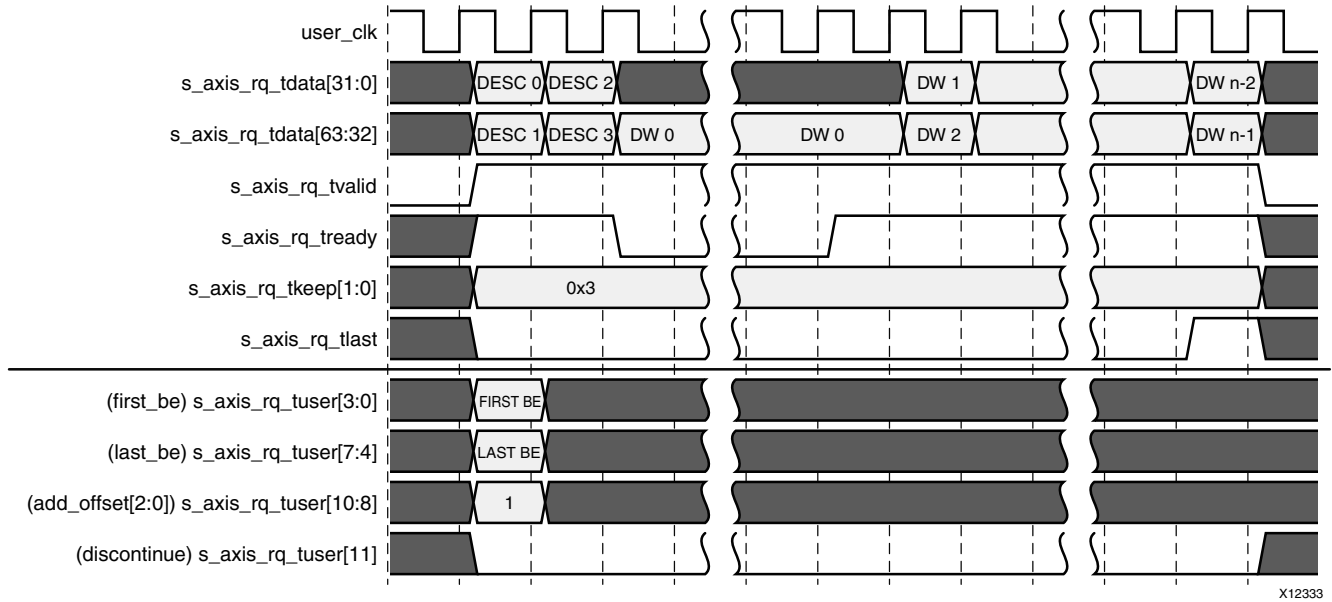 user_clk
s_axis_rq_tdata[31:0] DESC 0 DESC 2 DW 1 DW n-2
s_axis_rq_tdata[63:32] DESC 1 DESC 3 DW 0 DW 0 DW 2 DW n-1
s_axis_rq_tvalid
s_axis_rq_tready
s_axis_rq_tkeep[1:0] 0x3
s_axis_rq_tlast
(first_be) s_axis_rq_tuser[3:0] FIRST BE
(last_be) s_axis_rq_tuser[7:4] LAST BE
(add_offset[2:0]) s_axis_rq_tuser[10:8] 1
(discontinue) s_axis_rq_tuser[11]
X12333